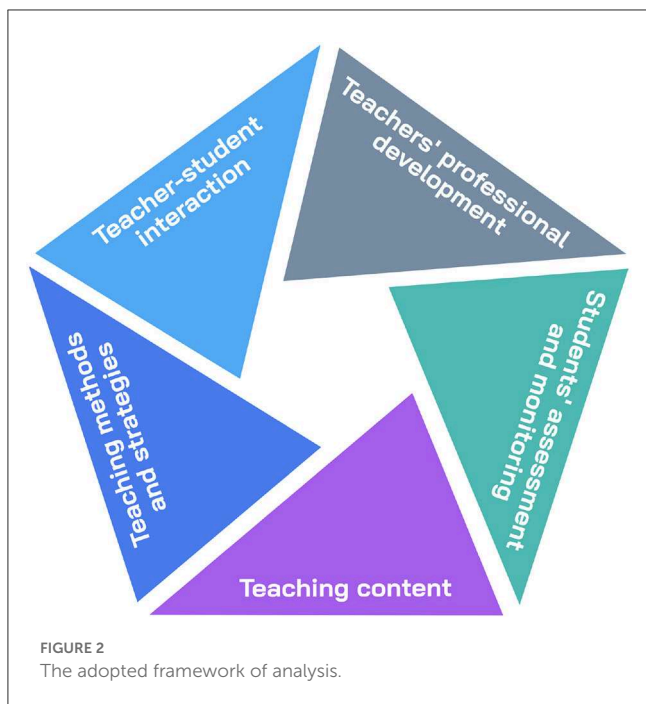 Teacher-student
interaction
Teachers' professional
development
Students' assessment
and monitoring
Teaching content
Teaching methods
and strategies
FIGURE 2
The adopted framework of analysis.